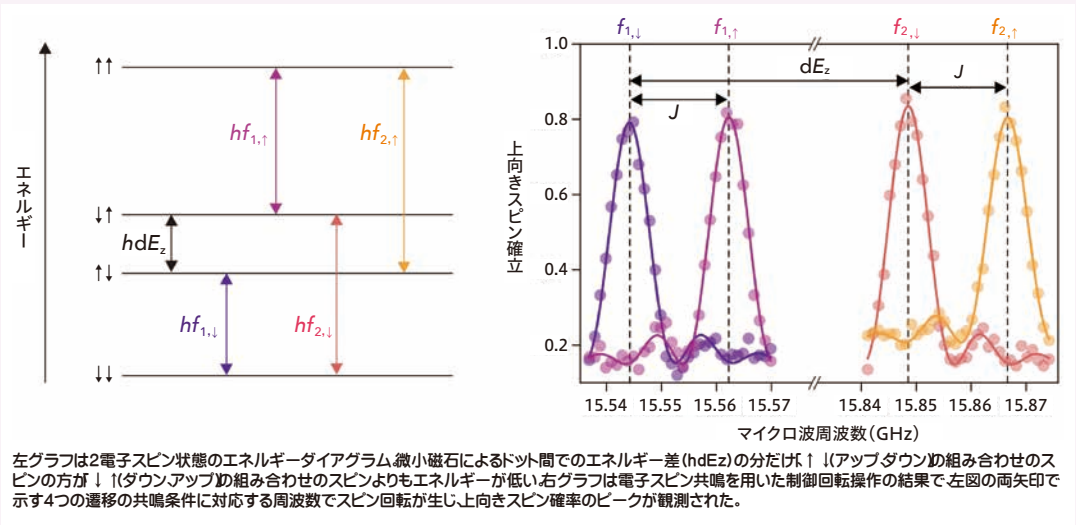 エネルギー
↑↑
↓↑
↑↓
↓↓
hf1,↑
hf2,↑
hdEz
hf1,↓
hf2,↓
f1,↓
f1,↑
f2,↓
f2,↑
dEz
J
J
上向きスピン確立
1.0
0.8
0.6
0.4
0.2
15.54
15.55
15.56
15.57
15.84
15.85
15.86
15.87
マイクロ波周波数(GHz)
左グラフは2電子スピン状態のエネルギーダイアグラム。微小磁石によるドット間でのエネルギー差(hdEz)の分だけ、「↑↓(アップ、ダウン)」の組み合わせのス
ピンの方が「↓↑(ダウン、アップ)」の組み合わせのスピンよりもエネルギーが低い。右グラフは電子スピン共鳴を用いた制御回転操作の結果で、左図の両矢印で
示す4つの遷移の共鳴条件に対応する周波数でスピン回転が生じ、上向きスピン確率のピークが観測された。